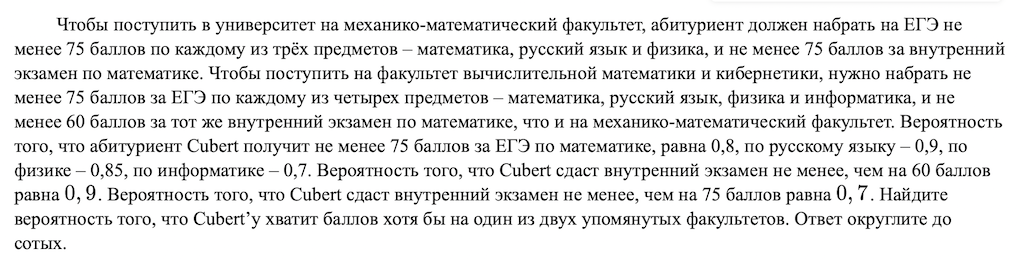 Чтобы поступить в университет на механико-математический факультет, абитуриент должен набрать на ЕГЭ не
менее 75 баллов по каждому из трёх предметов – математика, русский язык и физика, и не менее 75 баллов за внутренний
экзамен по математике. Чтобы поступить на факультет вычислительной математики и кибернетики, нужно набрать не
менее 75 баллов за ЕГЭ по каждому из четырех предметов – математика, русский язык, физика и информатика, и не
менее 60 баллов за тот же внутренний экзамен по математике, что и на механико-математический факультет. Вероятность
того, что абитуриент Cubert получит не менее 75 баллов за ЕГЭ по математике, равна 0,8, по русскому языку – 0,9, по
физике – 0,85, по информатике – 0,7. Вероятность того, что Cubert сдаст внутренний экзамен не менее, чем на 60 баллов
равна 0, 9. Вероятность того, что Cubert сдаст внутренний экзамен не менее, чем на 75 баллов равна 0, 7. Найдите
вероятность того, что Cubert’у хватит баллов хотя бы на один из двух упомянутых факультетов. Ответ округлите до
сотых.